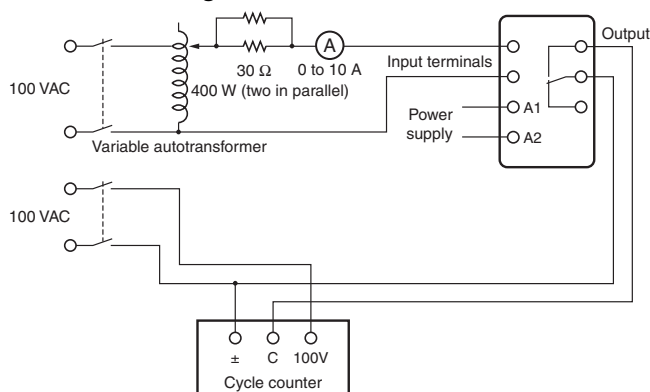 100 VAC
A
30 Ω 0 to 10 A
400 W (two in parallel)
Variable autotransformer
Input terminals
Output
Power
supply
A1
A2
100 VAC
± C 100V
Cycle counter